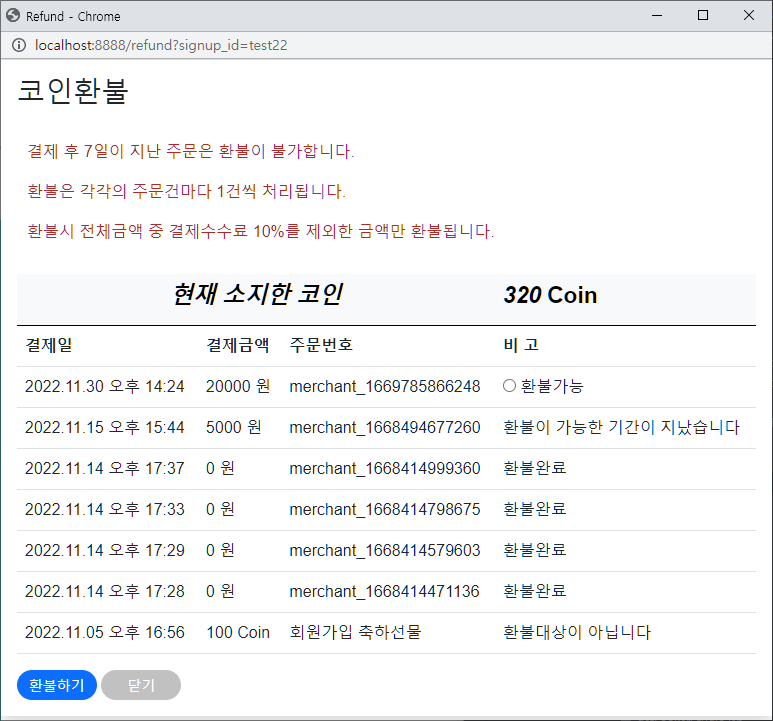 Refund - Chrome
localhost:8888/refund?signup_id=test22
코인환불
결제 후 7일이 지난 주문은 환불이 불가합니다.
환불은 각각의 주문건마다 1건씩 처리됩니다.
환불시 전체금액 중 결제수수료 10%를 제외한 금액만 환불됩니다.
현재 소지한 코인 320 Coin
결제일 결제금액 주문번호 비 고
2022.11.30 오후 14:24 20000 원 merchant_1669785866248 환불가능
2022.11.15 오후 15:44 5000 원 merchant_1668494677260 환불이 가능한 기간이 지났습니다
2022.11.14 오후 17:37 0 원 merchant_1668414999360 환불완료
2022.11.14 오후 17:33 0 원 merchant_1668414798675 환불완료
2022.11.14 오후 17:29 0 원 merchant_1668414579603 환불완료
2022.11.14 오후 17:28 0 원 merchant_1668414471136 환불완료
2022.11.05 오후 16:56 100 Coin 회원가입 축하선물 환불대상이 아닙니다
환불하기 닫기